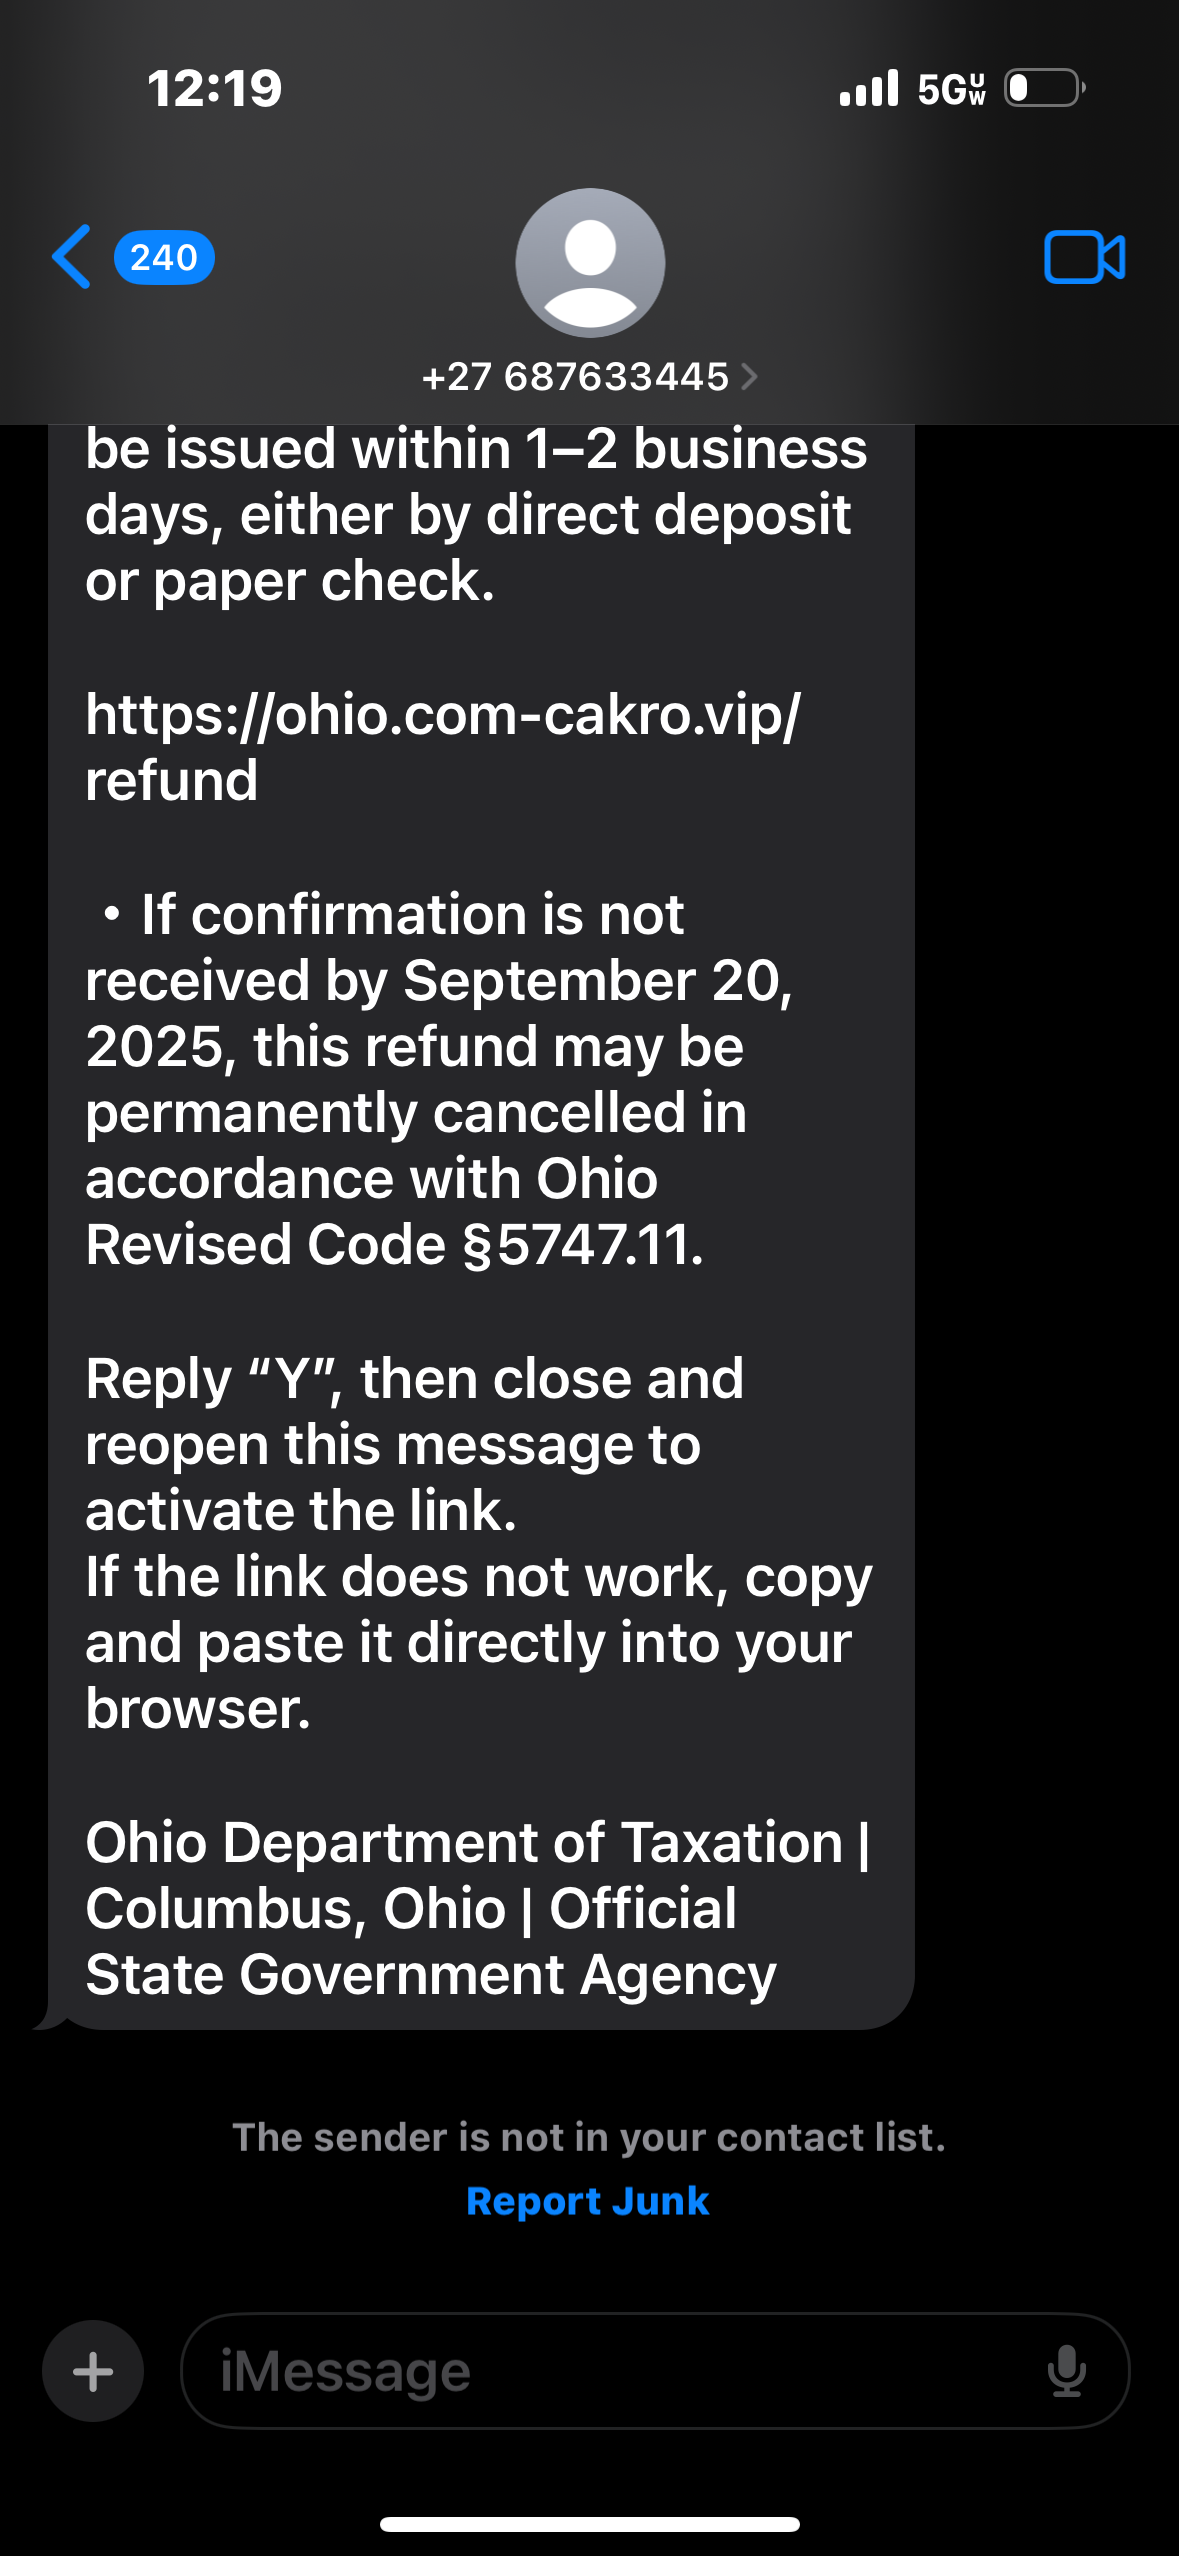 12:19
5G UW
240
+27 687633445
be issued within 1–2 business
days, either by direct deposit
or paper check.
https://ohio.com-cakro.vip/
refund
• If confirmation is not
received by September 20,
2025, this refund may be
permanently cancelled in
accordance with Ohio
Revised Code §5747.11.
Reply “Y”, then close and
reopen this message to
activate the link.
If the link does not work, copy
and paste it directly into your
browser.
Ohio Department of Taxation |
Columbus, Ohio | Official
State Government Agency
The sender is not in your contact list.
Report Junk
iMessage